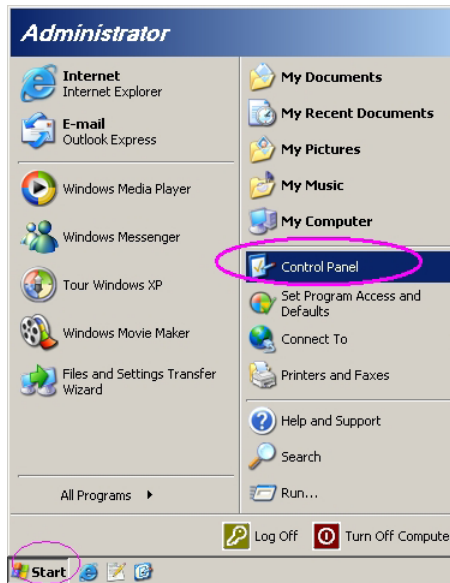 Administrator
Internet
Internet Explorer
E-mail
Outlook Express
Windows Media Player
Windows Messenger
Tour Windows XP
Windows Movie Maker
Files and Settings Transfer
Wizard
All Programs
My Documents
My Recent Documents
My Pictures
My Music
My Computer
Control Panel
Set Program Access and
Defaults
Connect To
Printers and Faxes
Help and Support
Search
Run...
Log Off
Turn Off Compute
Start